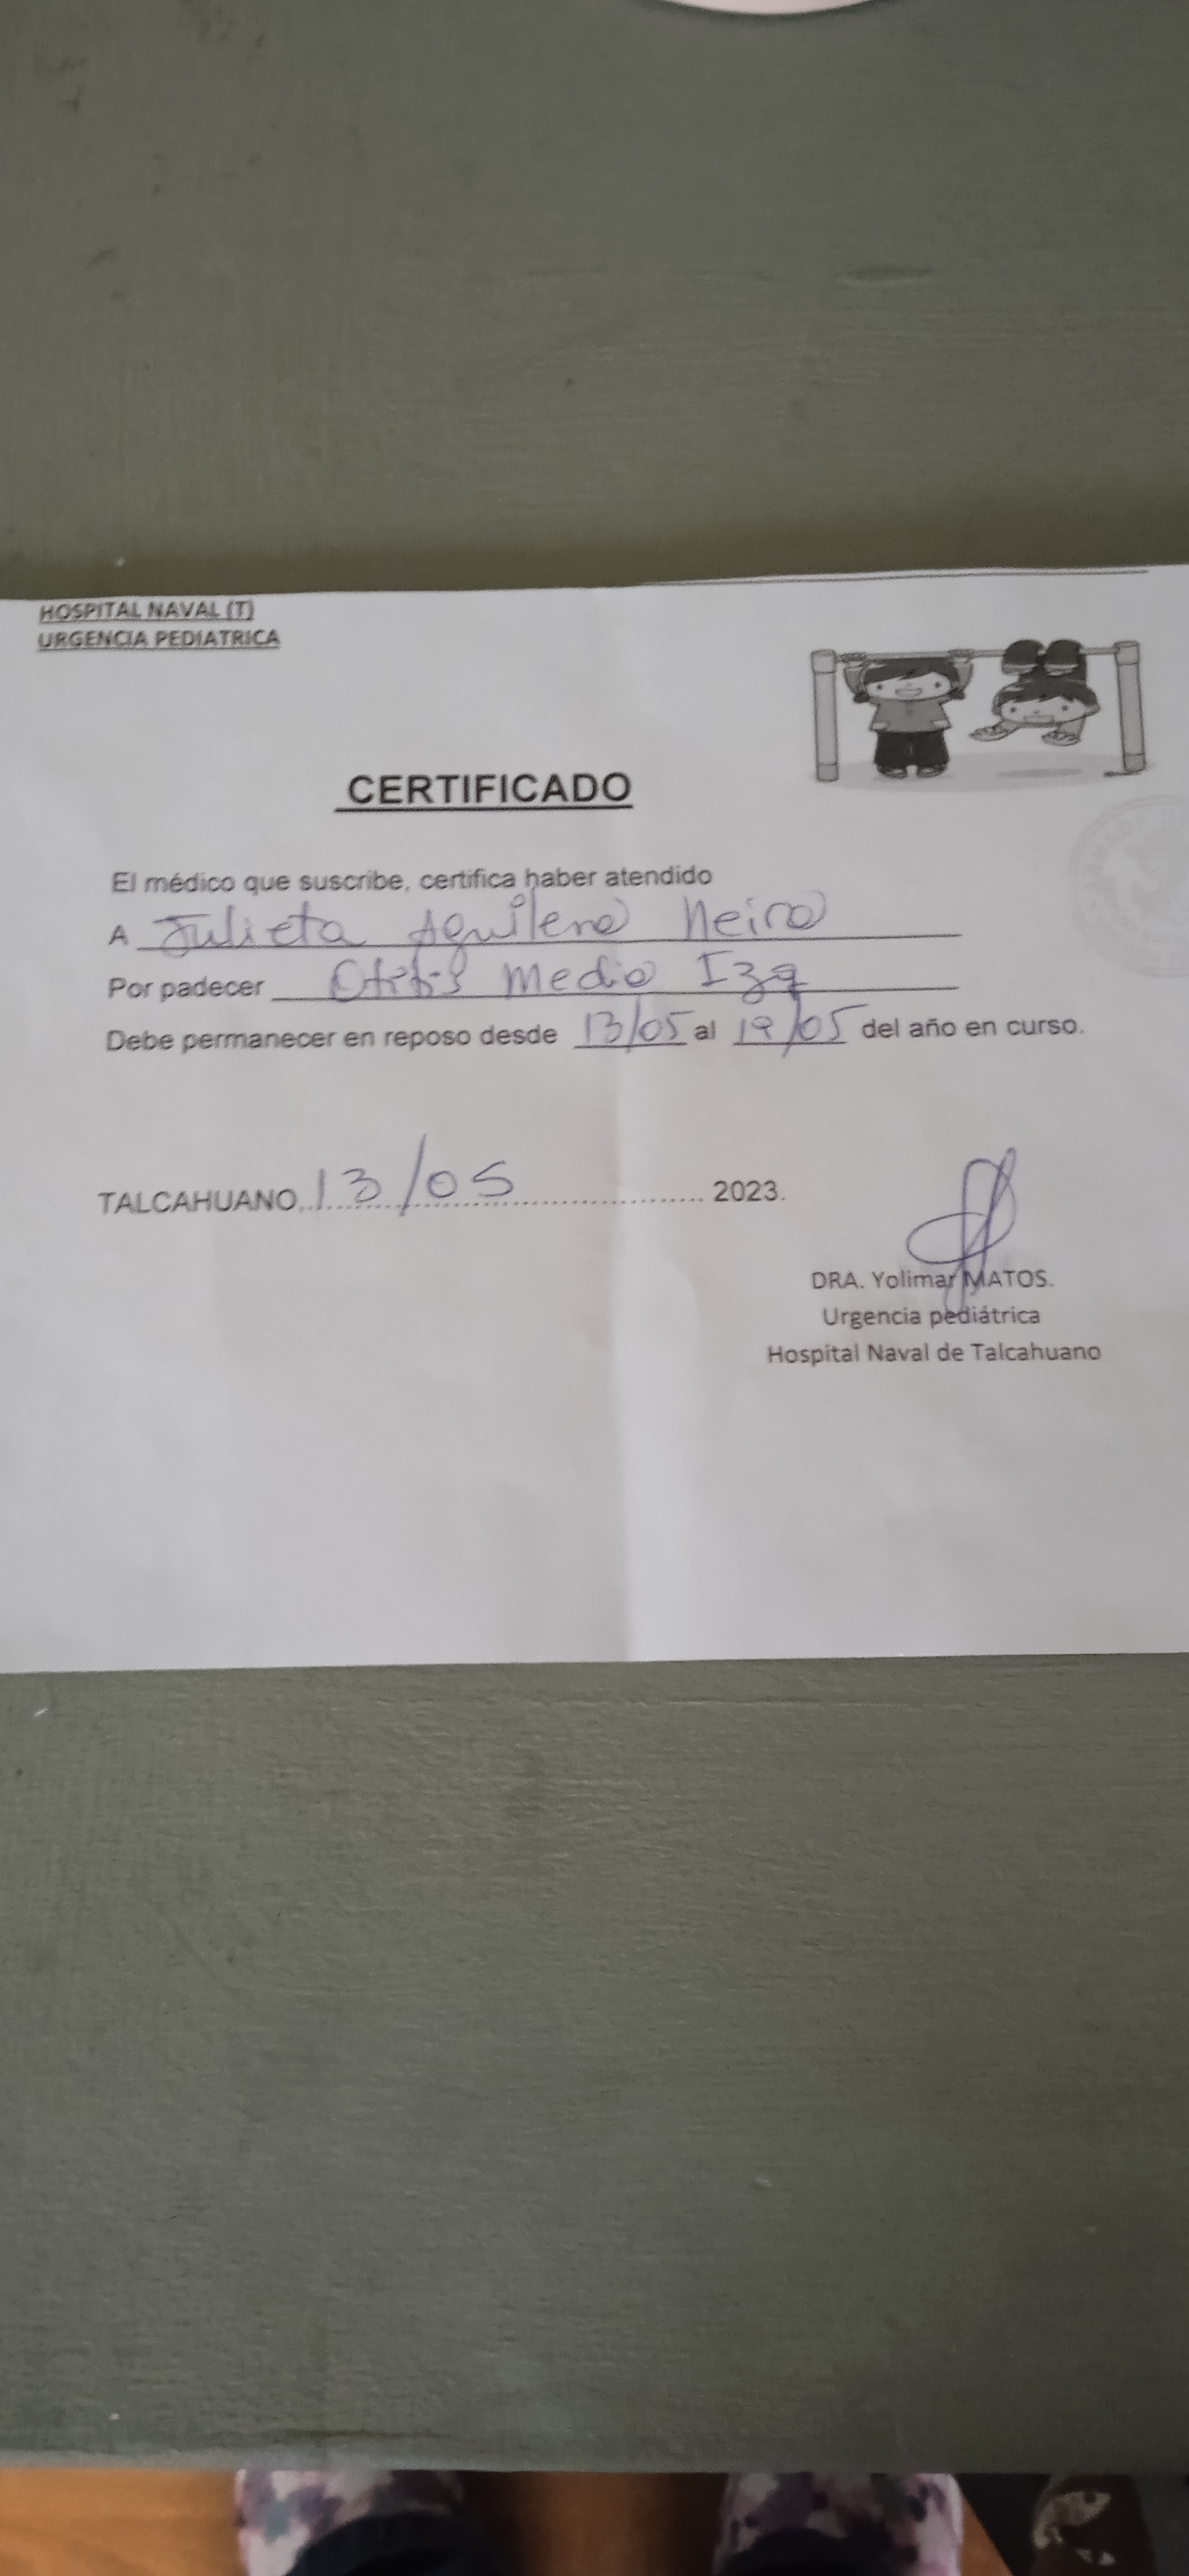 HOSPITAL NAVAL (T)
URGENCIA PEDIATRICA
CERTIFICADO
El médico que suscribe, certifica haber atendido
A Julieta Aguilera Neira
Por padecer Otitis Media Izq
Debe permanecer en reposo desde 13/05 al 19/05 del año en curso.
TALCAHUANO, 13/05 2023.
DRA. Yolimar MATOS.
Urgencia pediátrica
Hospital Naval de Talcahuano